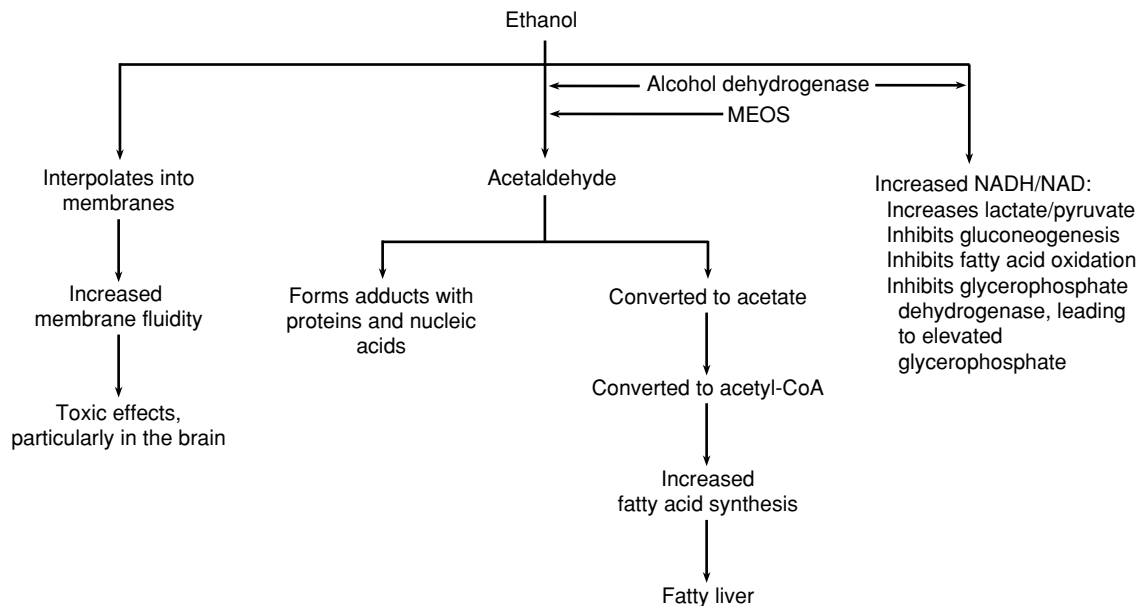 Ethanol
Alcohol dehydrogenase
MEOS
Interpolates into
membranes
Increased
membrane fluidity
Toxic effects,
particularly in the brain
Acetaldehyde
Forms adducts with
proteins and nucleic
acids
Converted to acetate
Converted to acetyl-CoA
Increased
fatty acid synthesis
Fatty liver
Increased NADH/NAD:
Increases lactate/pyruvate
Inhibits gluconeogenesis
Inhibits fatty acid oxidation
Inhibits glycerophosphate
dehydrogenase, leading
to elevated
glycerophosphate